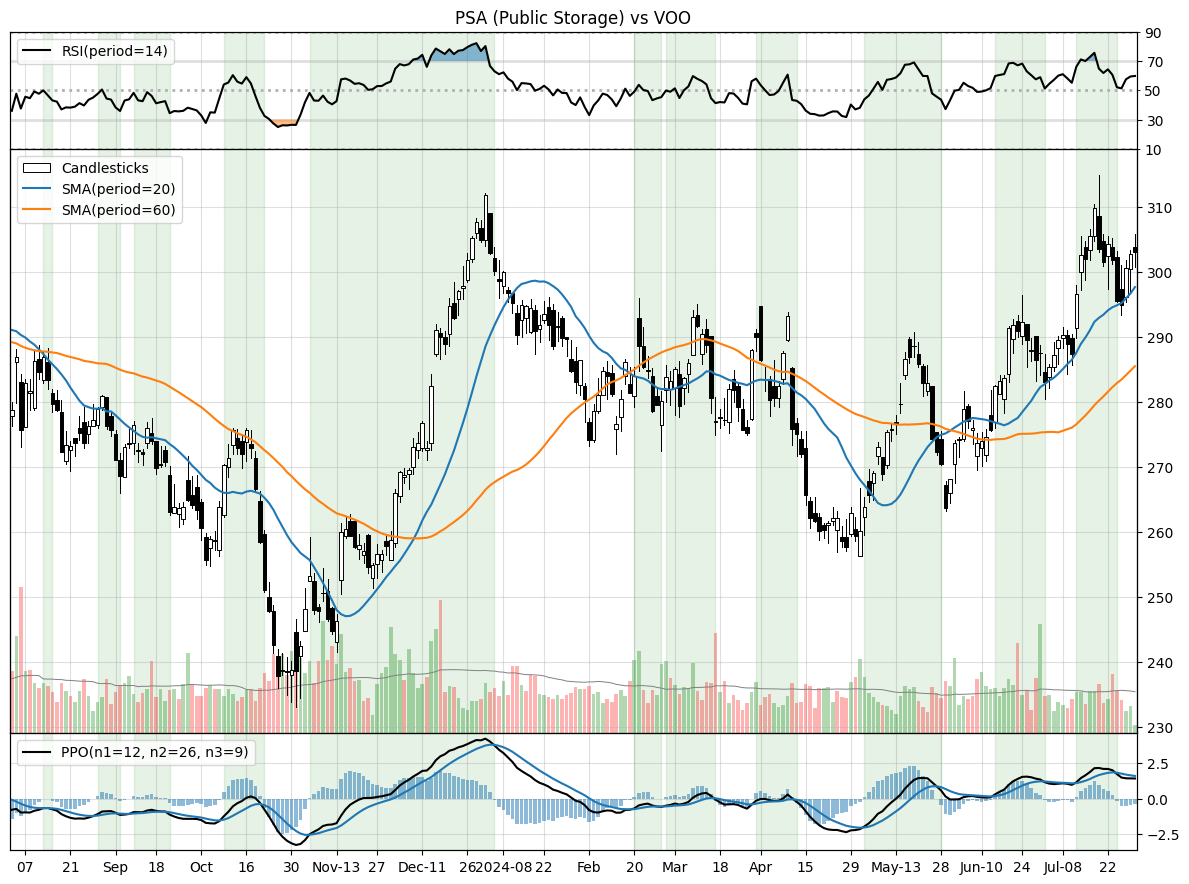 PSA (Public Storage) vs VOO
RSI(period=14)
90
70
50
30
10
Candlesticks
SMA(period=20)
SMA(period=60)
310
300
290
280
270
260
250
240
230
PPO(n1=12, n2=26, n3=9)
2.5
0.0
−2.5
07 21 Sep 18 Oct 16 30 Nov-13 27 Dec-11 26 2024-08 22 Feb 20 Mar 18 Apr 15 29 May-13 28 Jun-10 24 Jul-08 22